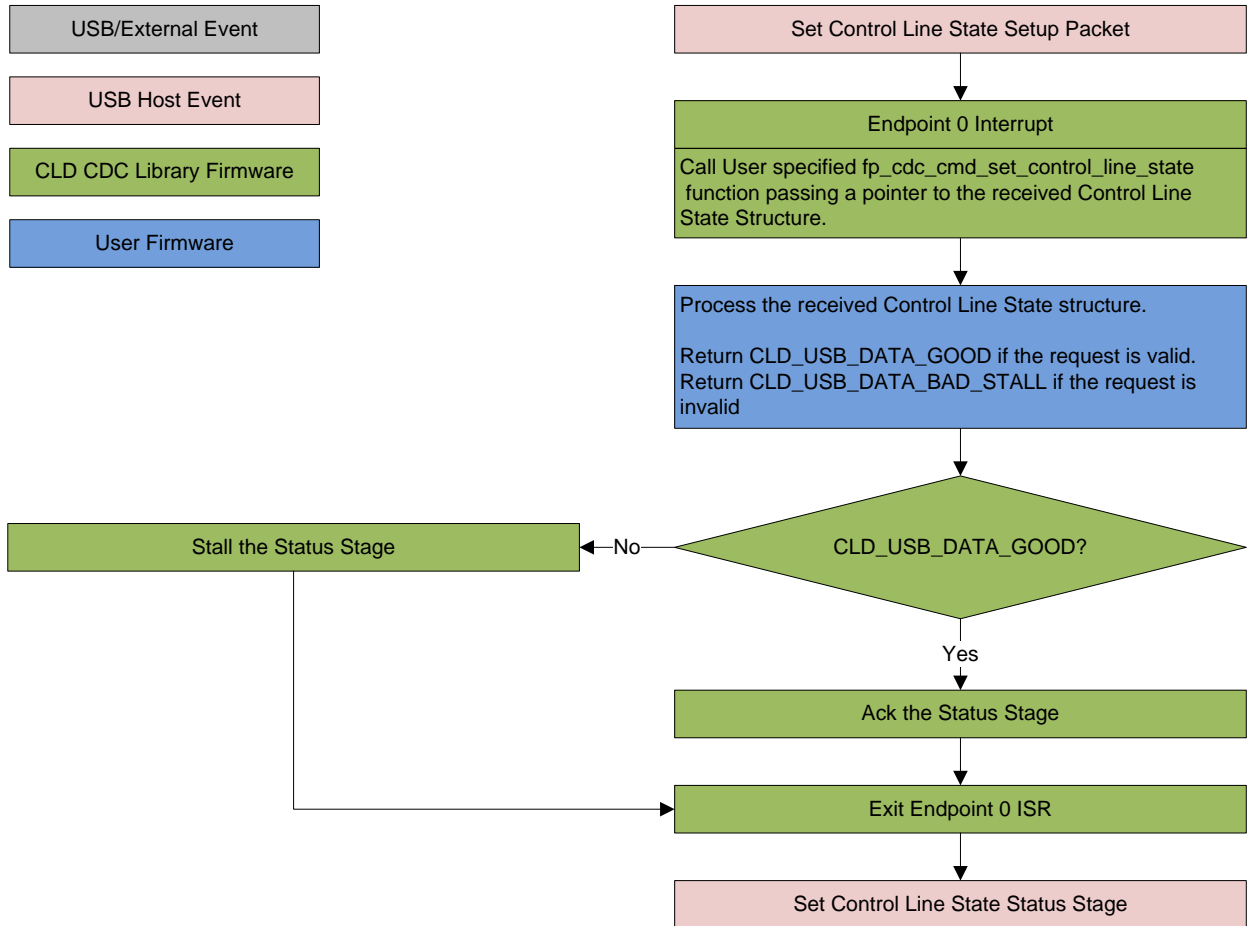 USB/External Event
USB Host Event
CLD CDC Library Firmware
User Firmware
Set Control Line State Setup Packet
Endpoint 0 Interrupt
Call User specified fp_cdc_cmd_set_control_line_state
function passing a pointer to the received Control Line
State Structure.
Process the received Control Line State structure.
Return CLD_USB_DATA_GOOD if the request is valid.
Return CLD_USB_DATA_BAD_STALL if the request is
invalid
CLD_USB_DATA_GOOD?
No
Stall the Status Stage
Yes
Ack the Status Stage
Exit Endpoint 0 ISR
Set Control Line State Status Stage